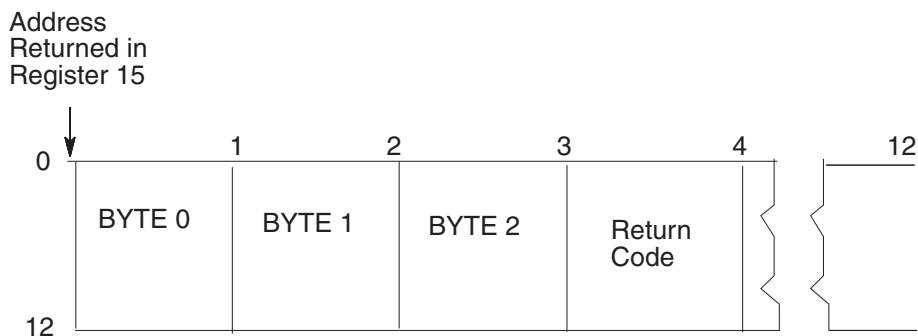 Address
Returned in
Register 15
0 1 2 3 4 12
BYTE 0 BYTE 1 BYTE 2 Return
Code
12